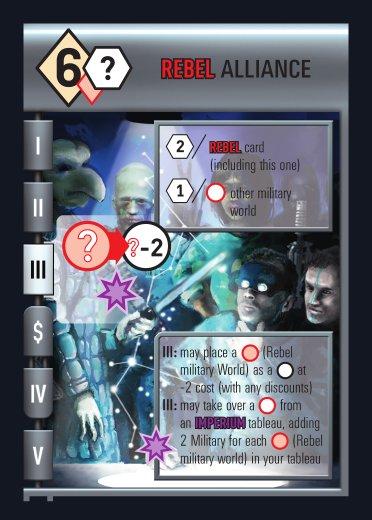 6 ?
REBEL ALLIANCE
I
2 / REBEL card
(including this one)
1 / other military
world
II
III
? ?-2
$
IV
V
III: may place a (Rebel
military World) as a at
-2 cost (with any discounts)
III: may take over a from
an IMPERIUM tableau, adding
2 Military for each (Rebel
military world) in your tableau